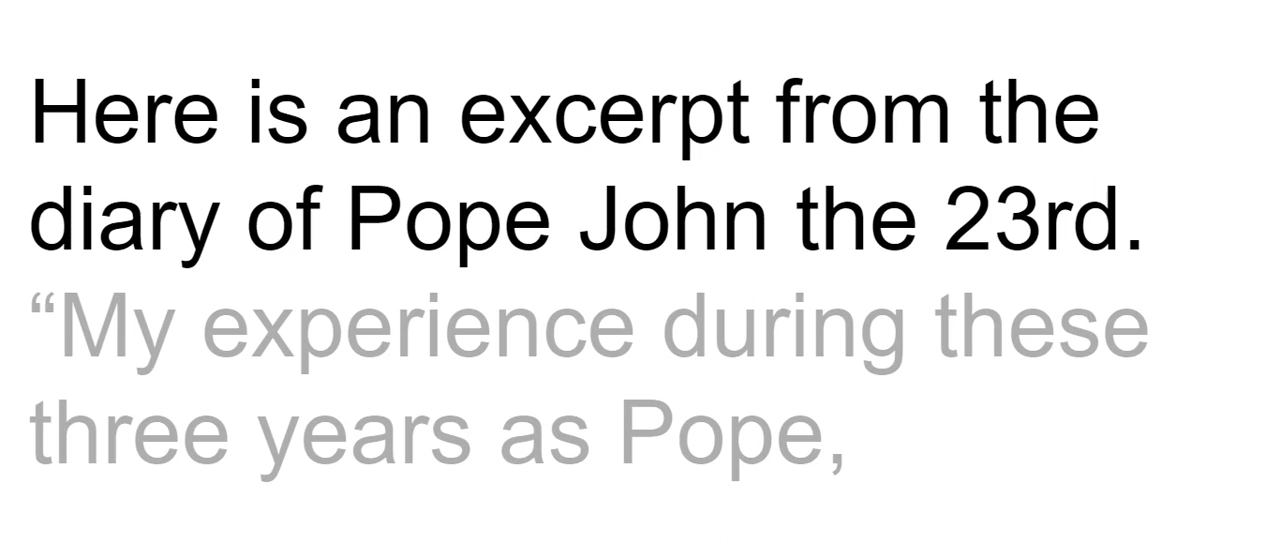 Here is an excerpt from the
diary of Pope John the 23rd.
“My experience during these
three years as Pope,